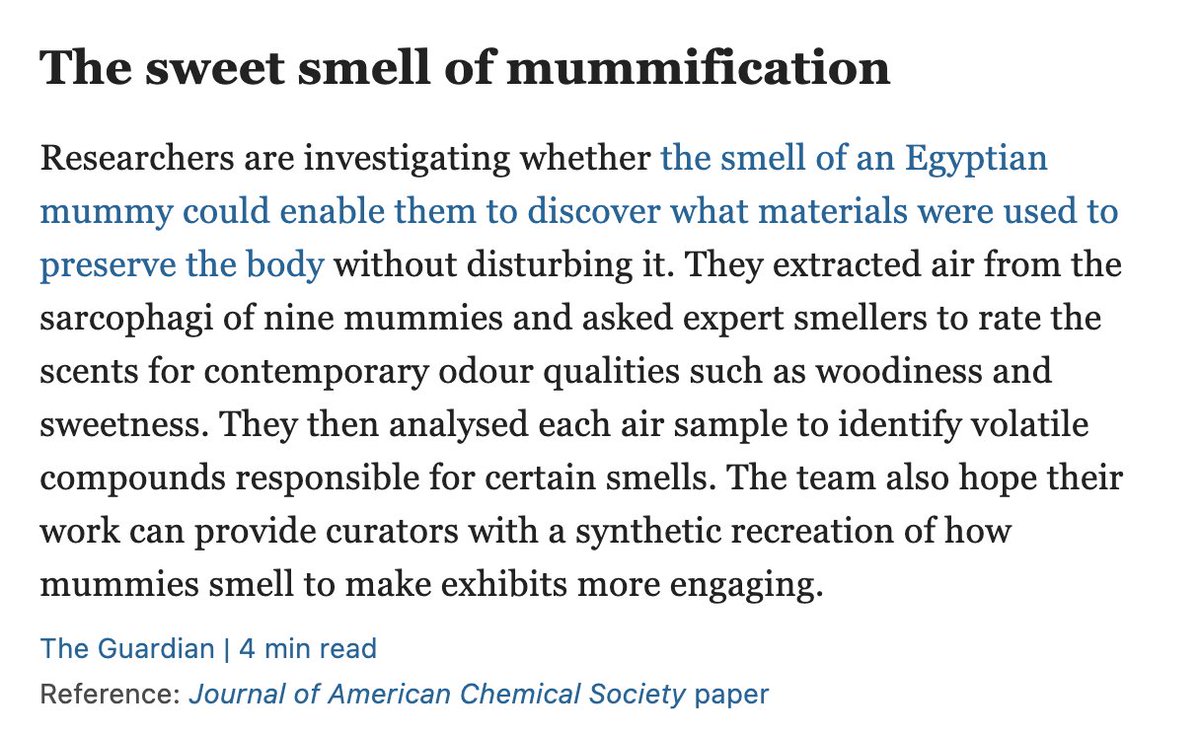 The sweet smell of mummification
Researchers are investigating whether the smell of an Egyptian
mummy could enable them to discover what materials were used to
preserve the body without disturbing it. They extracted air from the
sarcophagi of nine mummies and asked expert smellers to rate the
scents for contemporary odour qualities such as woodiness and
sweetness. They then analysed each air sample to identify volatile
compounds responsible for certain smells. The team also hope their
work can provide curators with a synthetic recreation of how
mummies smell to make exhibits more engaging.
The Guardian | 4 min read
Reference: Journal of American Chemical Society paper